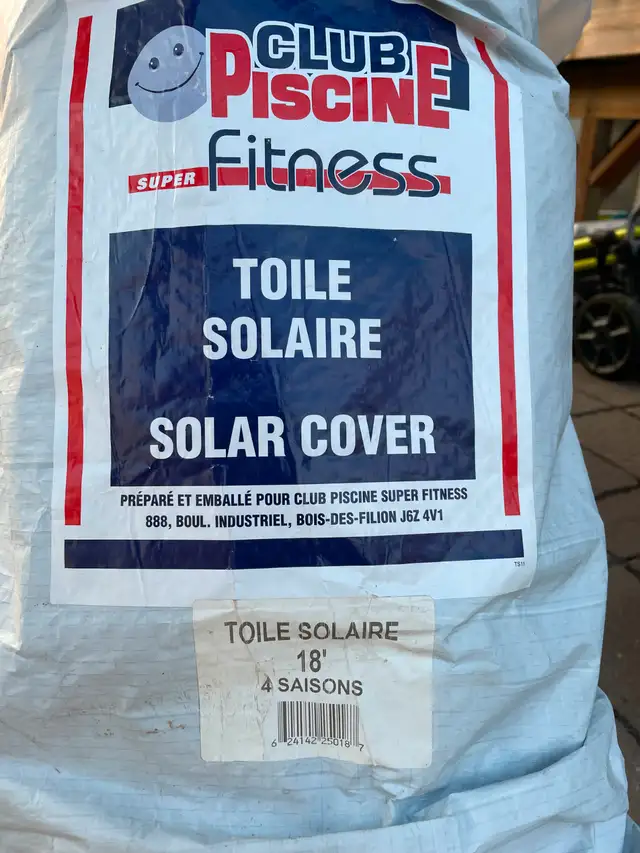 CLUB
PISCINE
SUPER Fitness
TOILE
SOLAIRE
SOLAR COVER
PRÉPARÉ ET EMBALLÉ POUR CLUB PISCINE SUPER FITNESS
888, BOUL. INDUSTRIEL, BOIS-DES-FILION J6Z 4V1
TS11
TOILE SOLAIRE
18'
4 SAISONS
6 24142 25018 7